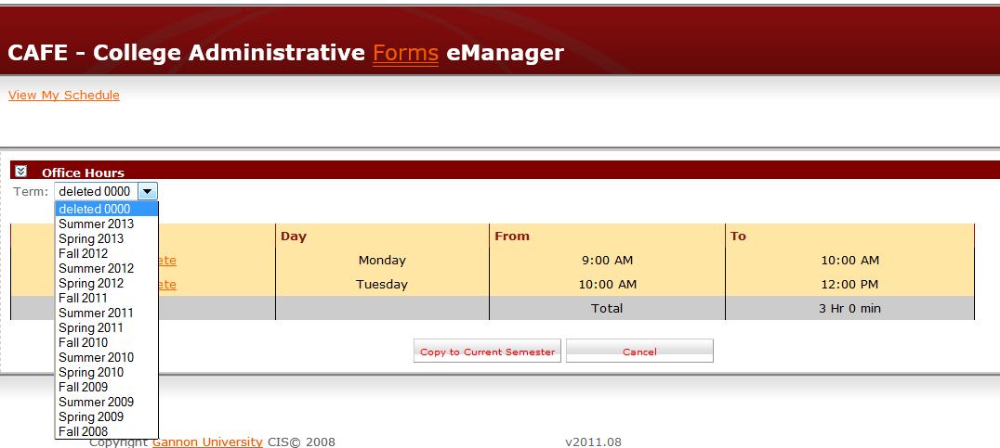 CAFE - College Administrative Forms eManager
View My Schedule
Office Hours
Term: deleted 0000
deleted 0000
Summer 2013
Spring 2013
Fall 2012
Summer 2012
Spring 2012
Fall 2011
Summer 2011
Spring 2011
Fall 2010
Summer 2010
Spring 2010
Fall 2009
Summer 2009
Spring 2009
Fall 2008
Day From To
ete Monday 9:00 AM 10:00 AM
ete Tuesday 10:00 AM 12:00 PM
Total 3 Hr 0 min
Copy to Current Semester Cancel
Copyright Gannon University CIS© 2008 v2011.08